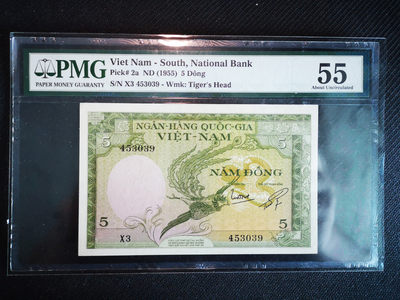 PMG
PAPER MONEY GUARANTY
Viet Nam - South, National Bank
Pick# 2a ND (1955) 5 Dông
S/N X3 453039 - Wmk: Tiger's Head
55
About Uncirculated
NGÂN-HÀNG QUỐC-GIA
VIỆT-NAM
453039
5
NĂM ĐỒNG
5
5
X3
453039